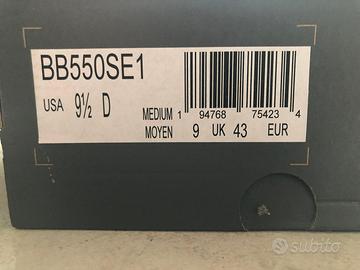 BB550SE1
USA 9½ D
MEDIUM
MOYEN
1 94768 75423 4
9 UK 43 EUR
subito